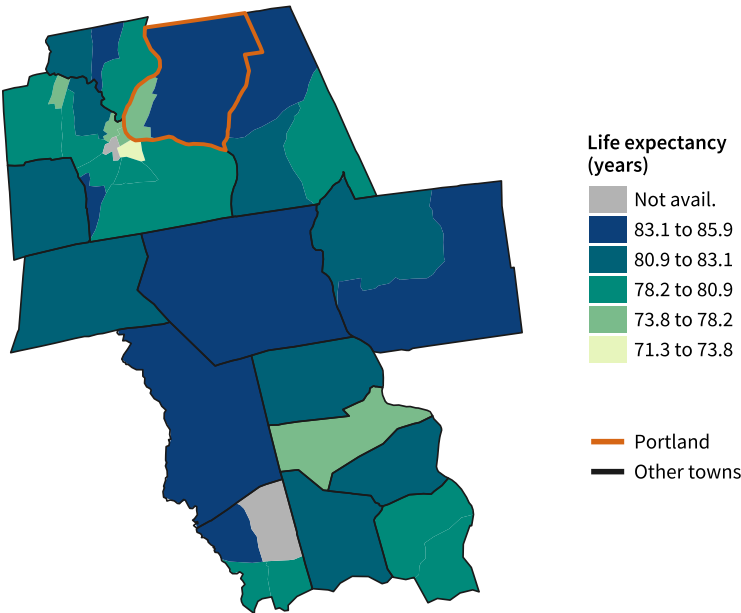 Life expectancy
(years)
Not avail.
83.1 to 85.9
80.9 to 83.1
78.2 to 80.9
73.8 to 78.2
71.3 to 73.8
Portland
Other towns